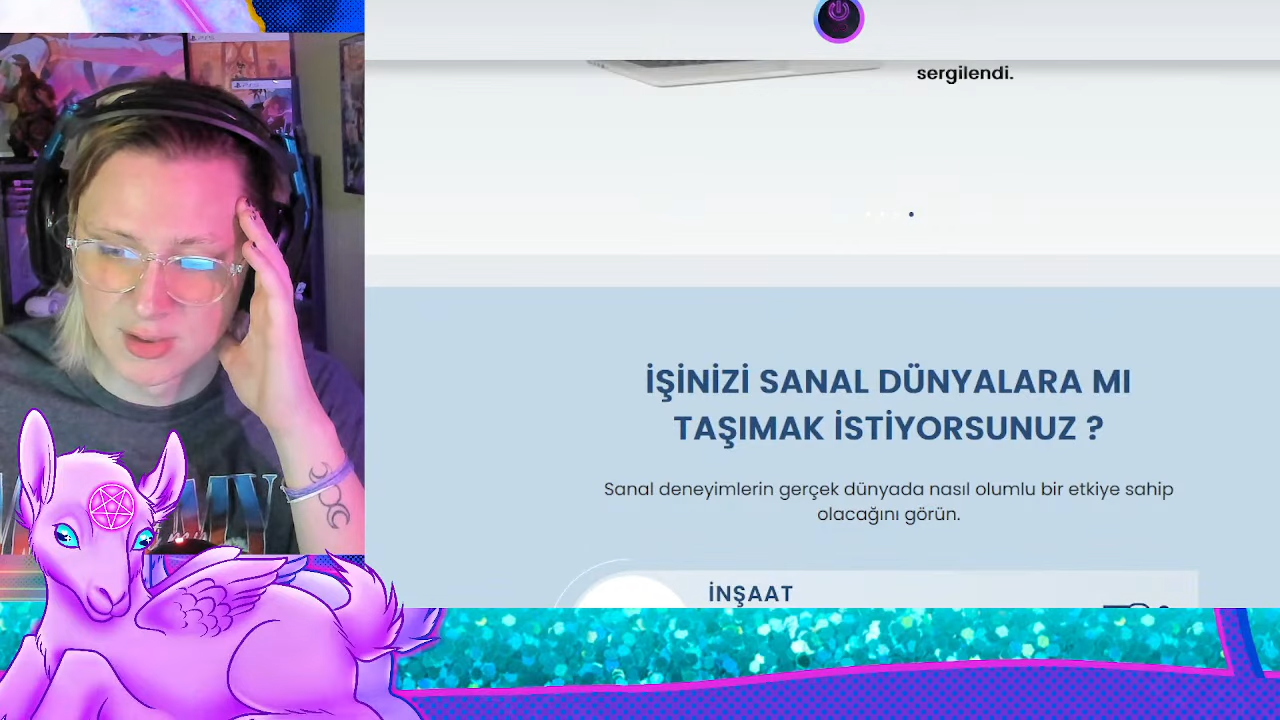 sergilendi.
İŞİNİZİ SANAL DÜNYALARA MI
TAŞIMAK İSTİYORSUNUZ ?
Sanal deneyimlerin gerçek dünyada nasıl olumlu bir etkiye sahip
olacağını görün.
İNŞAAT